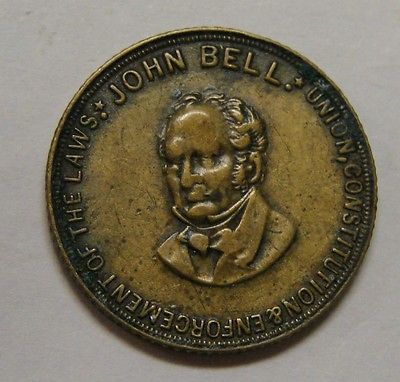 JOHN BELL.
UNION, CONSTITUTION & ENFORCEMENT OF THE LAWS.